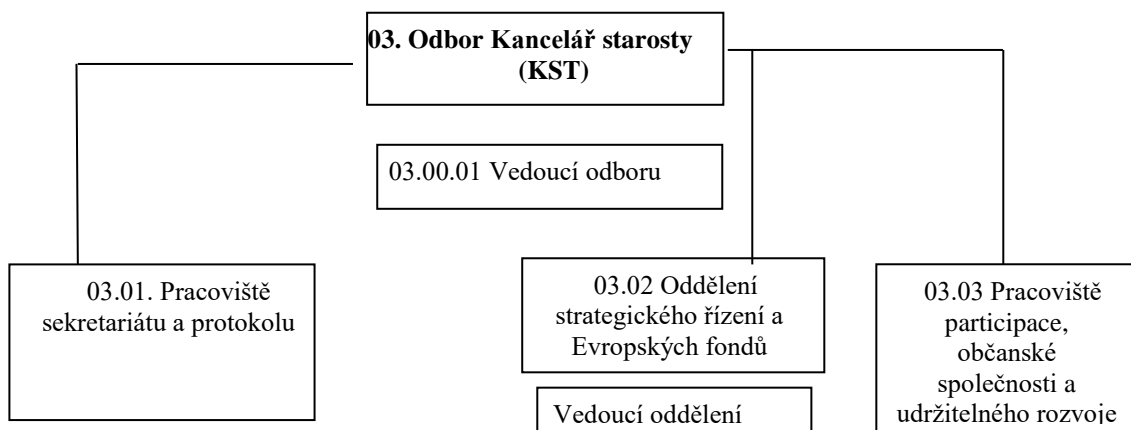 03. Odbor Kancelář starosty
(KST)
03.00.01 Vedoucí odboru
03.01. Pracoviště
sekretariátu a protokolu
03.02 Oddělení
strategického řízení a
Evropských fondů
Vedoucí oddělení
03.03 Pracoviště
participace,
občanské
společnosti a
udržitelného rozvoje